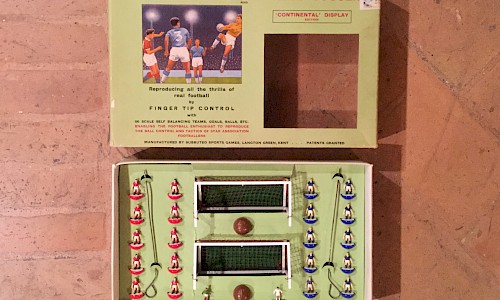 'CONTINENTAL' DISPLAY
EDITION
Reproducing all the thrills of
real football
by
FINGER TIP CONTROL
with
00 SCALE SELF BALANCING TEAMS, GOALS, BALLS, ETC.
ENABLING THE FOOTBALL ENTHUSIAST TO REPRODUCE
THE BALL CONTROL AND TACTICS OF STAR ASSOCIATION
FOOTBALLERS
MANUFACTURED BY SUBBUTEO SPORTS GAMES, LANGTON GREEN, KENT PATENTS GRANTED